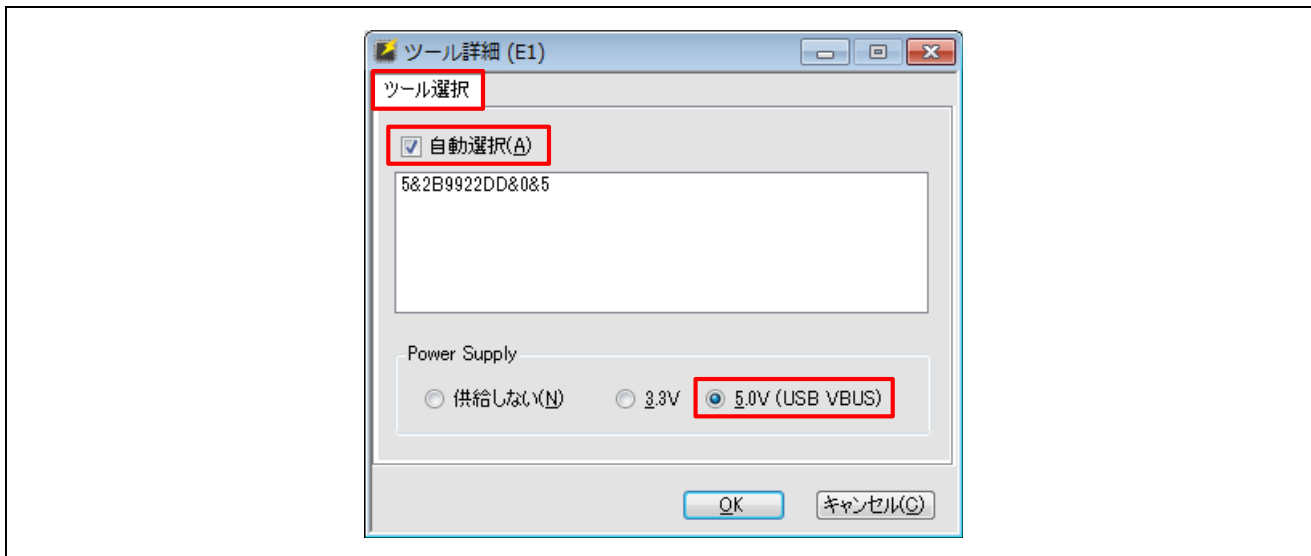 ツール詳細 (E1)
ツール選択
自動選択(A)
5&2B9922DD&0&5
Power Supply
供給しない(N) 3.3V 5.0V (USB VBUS)
OK キャンセル(C)